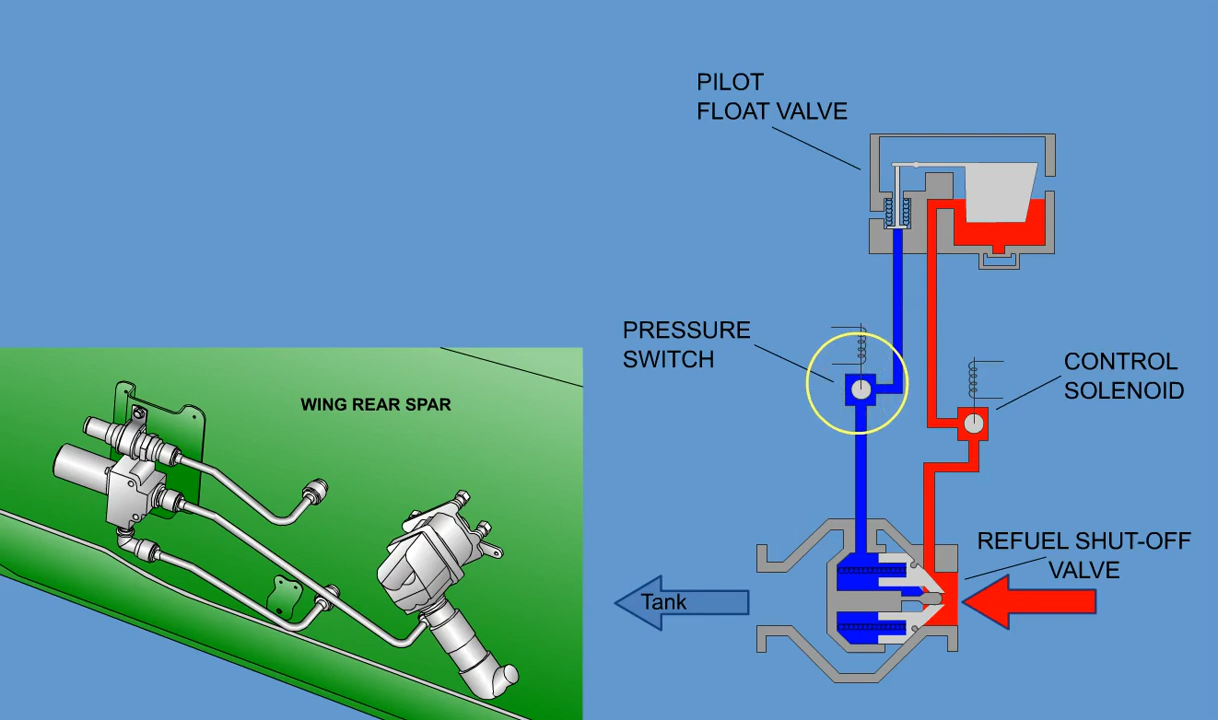 PILOT
FLOAT VALVE
PRESSURE
SWITCH
CONTROL
SOLENOID
WING REAR SPAR
REFUEL SHUT-OFF
VALVE
Tank